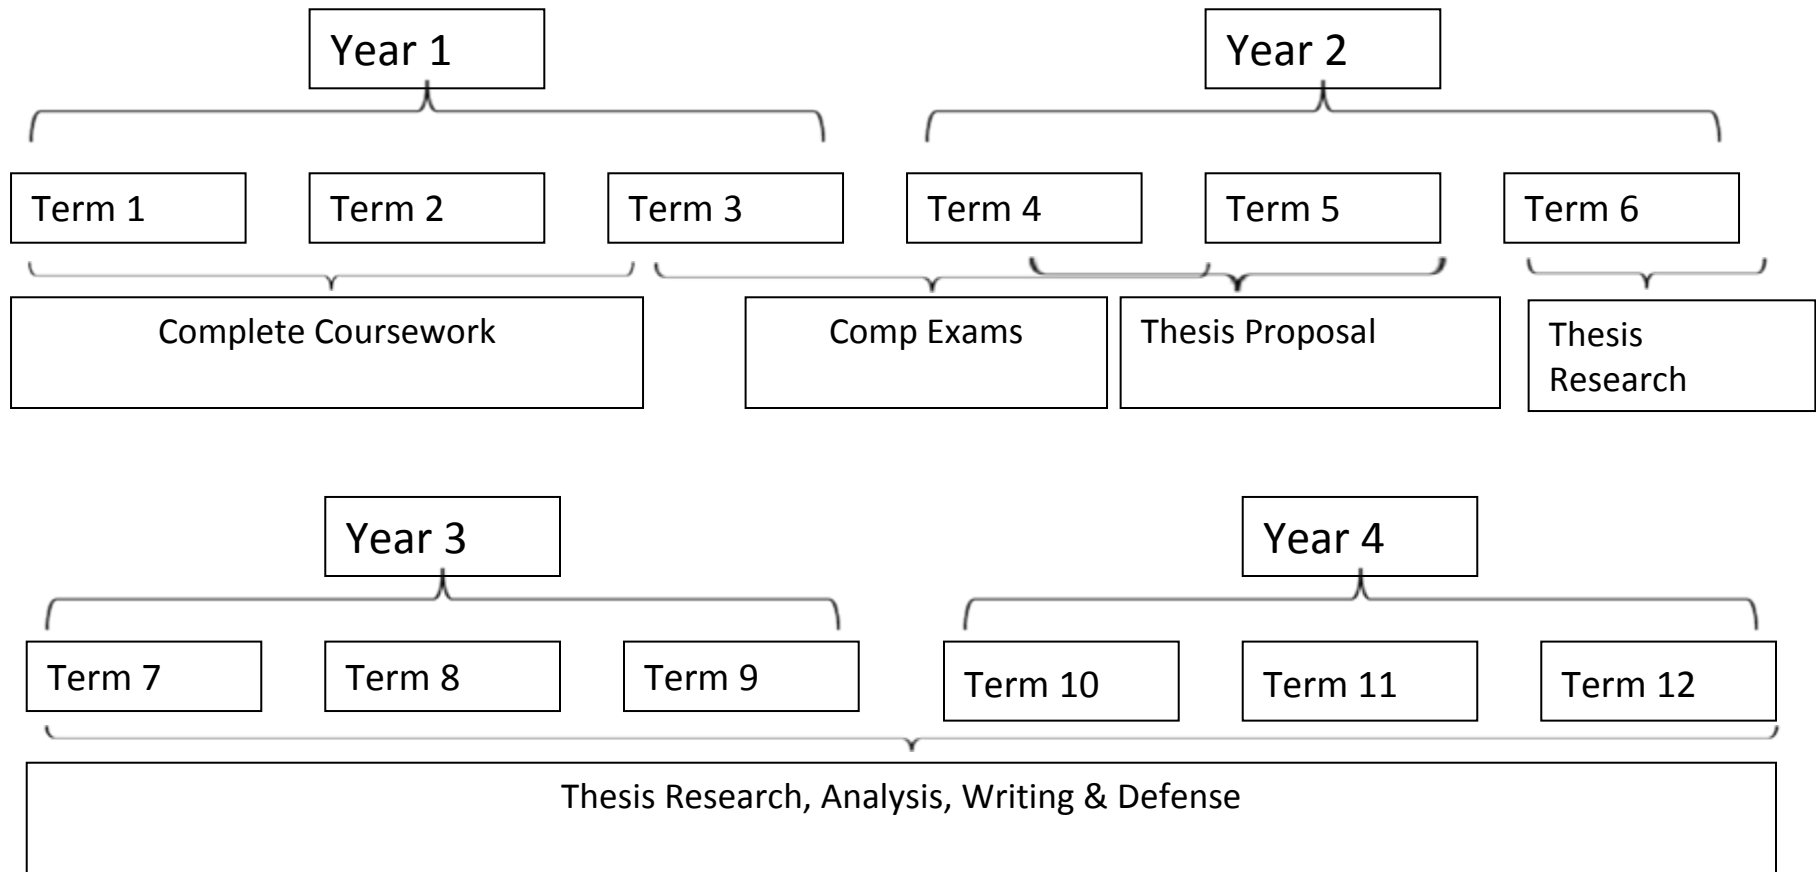 Year 1
Year 2
Term 1
Term 2
Term 3
Term 4
Term 5
Term 6
Complete Coursework
Comp Exams
Thesis Proposal
Thesis
Research
Year 3
Year 4
Term 7
Term 8
Term 9
Term 10
Term 11
Term 12
Thesis Research, Analysis, Writing & Defense